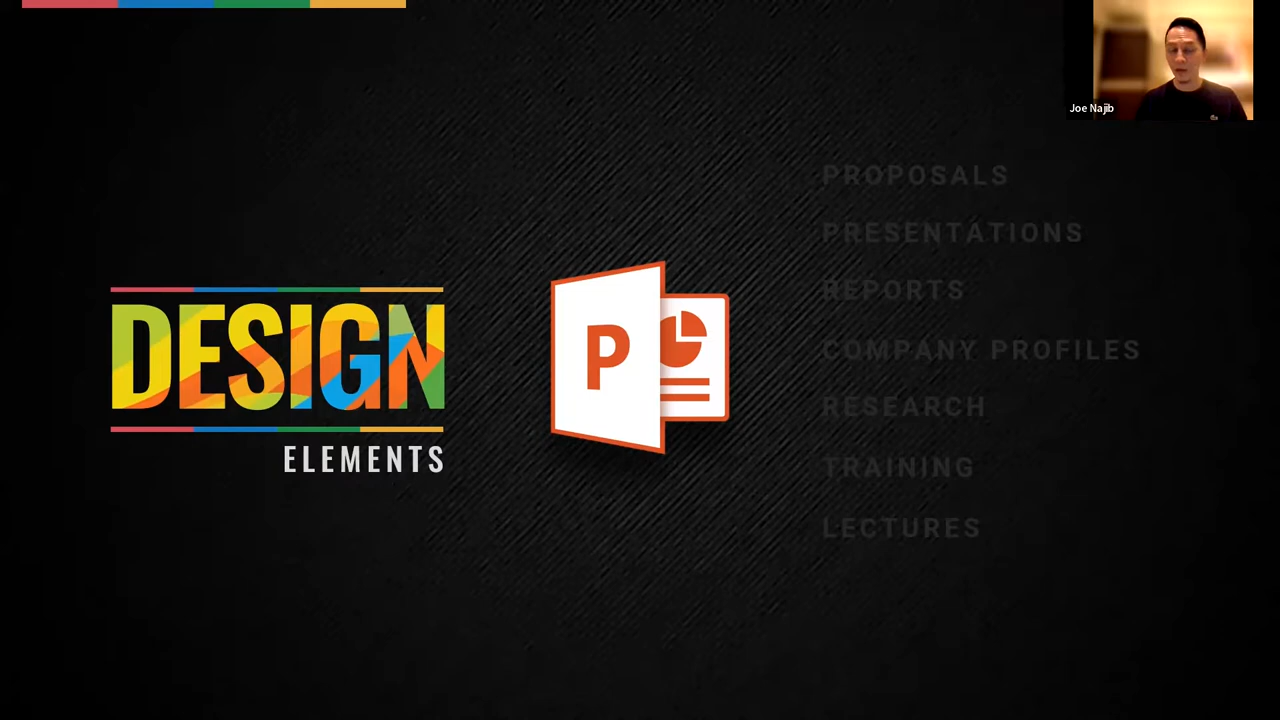 Joe Najib
DESIGN
ELEMENTS
P
PROPOSALS
PRESENTATIONS
REPORTS
COMPANY PROFILES
RESEARCH
TRAINING
LECTURES